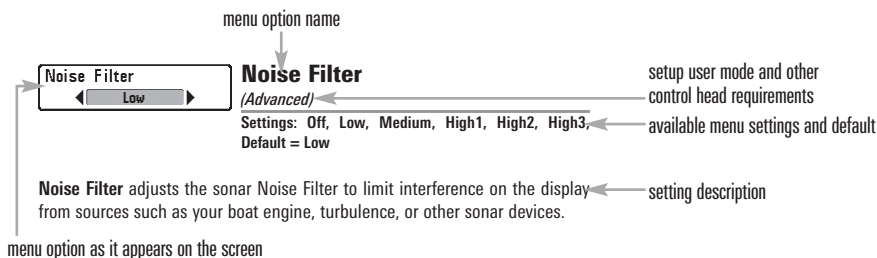 menu option name
Noise Filter
Low
Noise Filter
(Advanced)
setup user mode and other
control head requirements
Settings: Off, Low, Medium, High1, High2, High3,
Default = Low
available menu settings and default
Noise Filter adjusts the sonar Noise Filter to limit interference on the display
from sources such as your boat engine, turbulence, or other sonar devices.
setting description
menu option as it appears on the screen